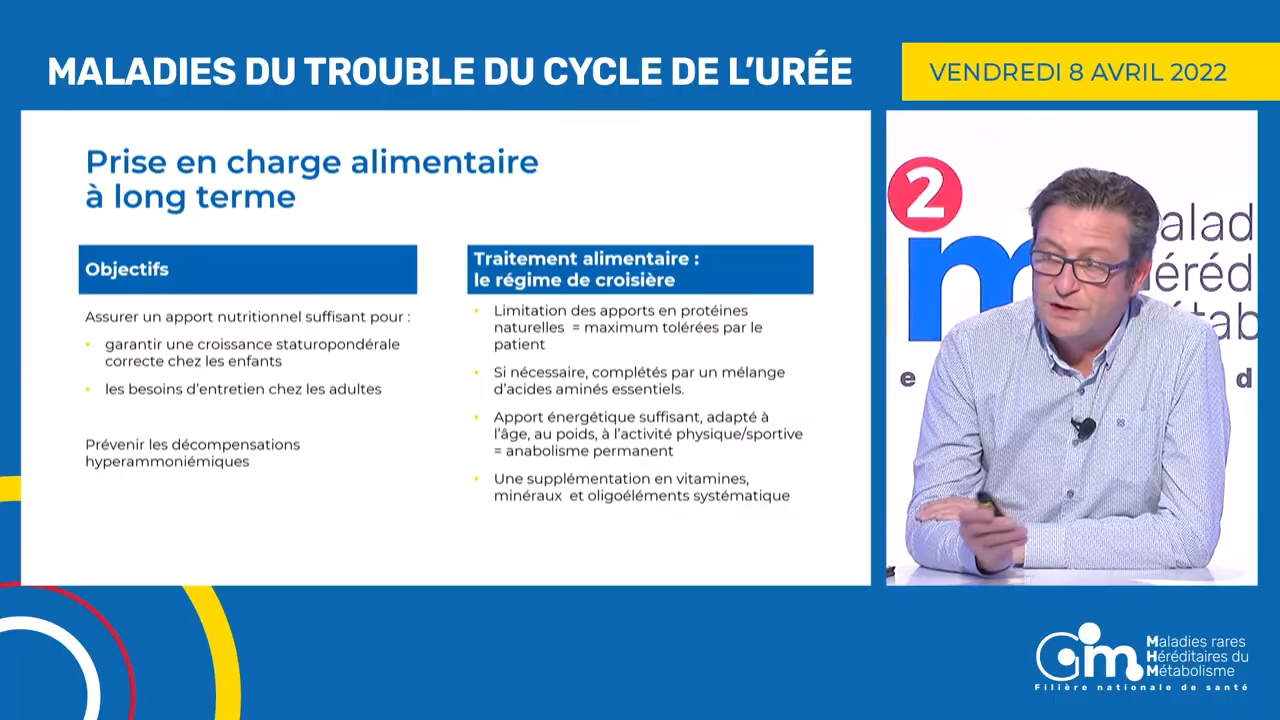 MALADIES DU TROUBLE DU CYCLE DE L'URÉE
VENDREDI 8 AVRIL 2022
Prise en charge alimentaire
à long terme
Objectifs
Assurer un apport nutritionnel suffisant pour :
• garantir une croissance staturopondérale
correcte chez les enfants
• les besoins d'entretien chez les adultes
Prévenir les décompensations
hyperammoniémiques
Traitement alimentaire :
le régime de croisière
• Limitation des apports en protéines
naturelles = maximum tolérées par le
patient
• Si nécessaire, complétés par un mélange
d'acides aminés essentiels.
• Apport énergétique suffisant, adapté à
l'âge, au poids, à l'activité physique/sportive
= anabolisme permanent
• Une supplémentation en vitamines,
minéraux et oligoéléments systématique
2
m
alad
éréd
tab
e
d
Maladies rares
Héréditaires du
Métabolisme
Filière nationale de santé